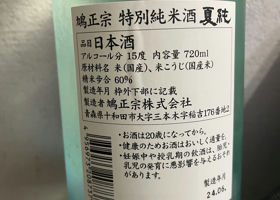 鳩正宗 特別純米酒 夏純
品目 日本酒
アルコール分 15度 内容量 720ml
原材料名 米(国産)、米こうじ(国産米)
精米歩合 60%
製造年月 枠外下部に記載
製造者 鳩正宗株式会社
青森県十和田市大字三本木字稲吉176番地2
・お酒は20歳になってから。
・健康のためお酒はおいしく適量を。
・妊娠中や授乳期の飲酒は、胎児・
乳児の発育に悪影響を与えるおそれ
があります。
製造年月
24.06.